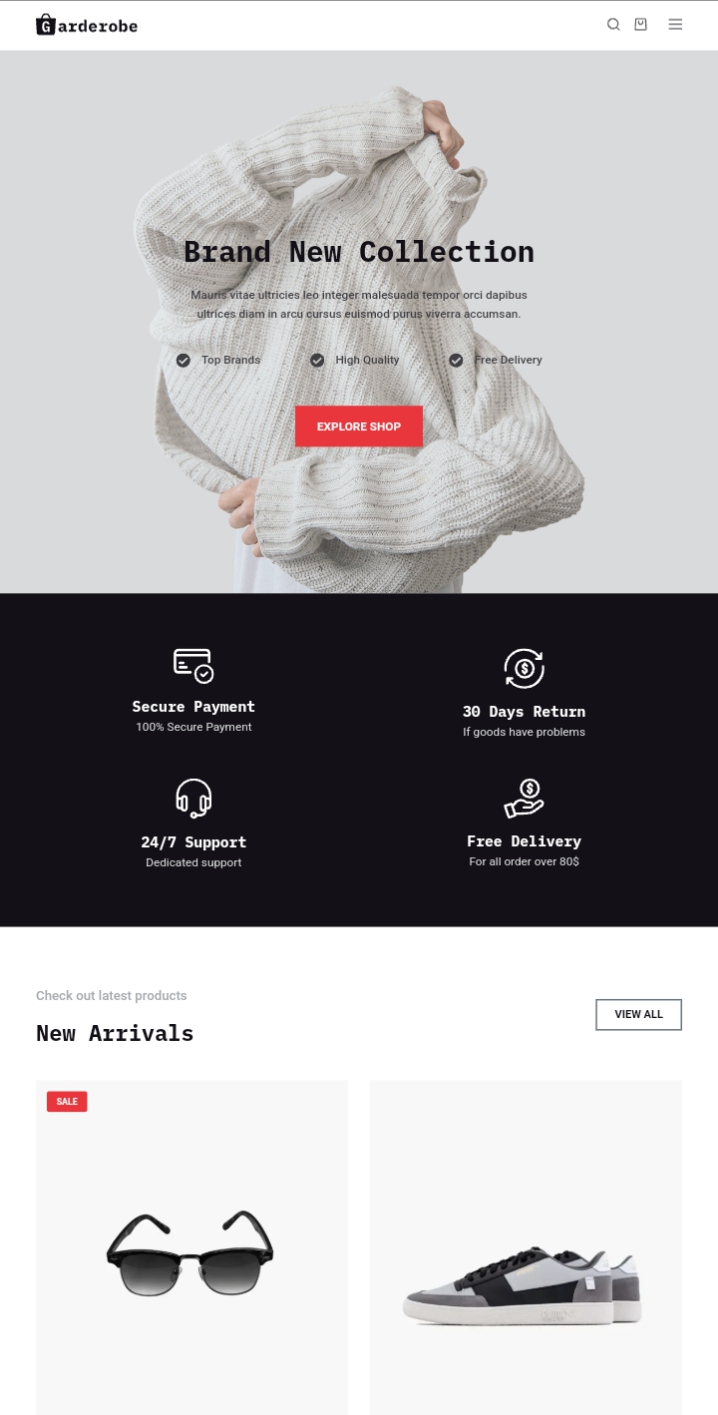 Garderobe
Brand New Collection
Mauris vitae ultricies leo integer malesuada tempor orci dapibus
ultrices diam in arcu cursus euismod purus viverra accumsan.
Top Brands
High Quality
Free Delivery
EXPLORE SHOP
Secure Payment
100% Secure Payment
30 Days Return
If goods have problems
24/7 Support
Dedicated support
Free Delivery
For all order over 80$
Check out latest products
New Arrivals
VIEW ALL
SALE